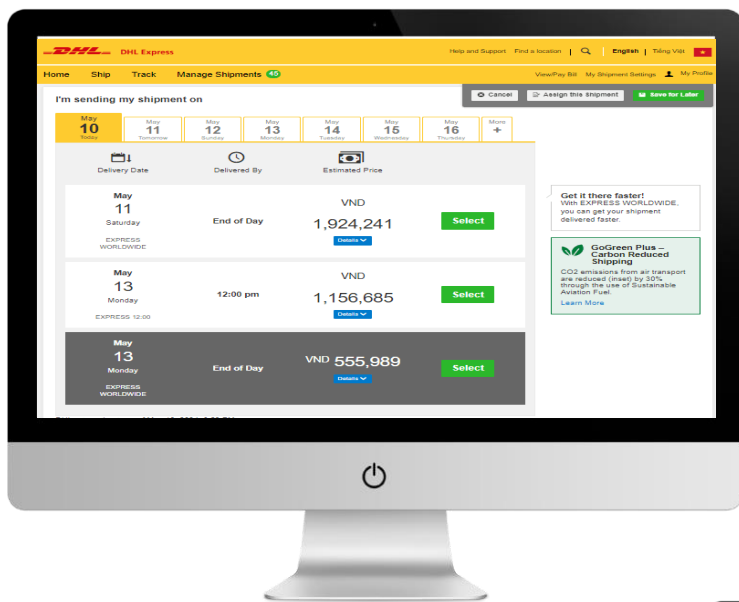 DHL DHL Express
Help and Support Find a location | English | Tiếng Việt
Home Ship Track Manage Shipments 45
View/Pay Bill My Shipment Settings My Profile
I'm sending my shipment on
Cancel Assign this Shipment Save for Later
May
10
Today
May
11
Tomorrow
May
12
Sunday
May
13
Monday
May
14
Tuesday
May
15
Wednesday
May
16
Thursday
More
+
Delivery Date Delivered By Estimated Price
May
11
Saturday
EXPRESS
WORLDWIDE
End of Day
VND
1,924,241
Details
Select
May
13
Monday
EXPRESS 12:00
12:00 pm
VND
1,156,685
Details
Select
May
13
Monday
EXPRESS
WORLDWIDE
End of Day
VND 555,989
Details
Select
Get it there faster!
With EXPRESS WORLDWIDE,
you can get your shipment
delivered faster.
GoGreen Plus –
Carbon Reduced
Shipping
CO2 emissions from air transport
are reduced (inset) by 30%
through the use of Sustainable
Aviation Fuel.
Learn More